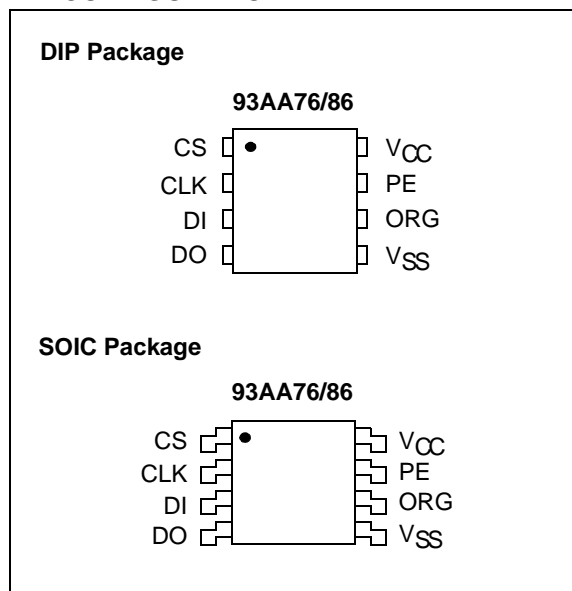 DIP Package
93AA76/86
CS VCC
CLK PE
DI ORG
DO VSS
SOIC Package
93AA76/86
CS VCC
CLK PE
DI ORG
DO VSS